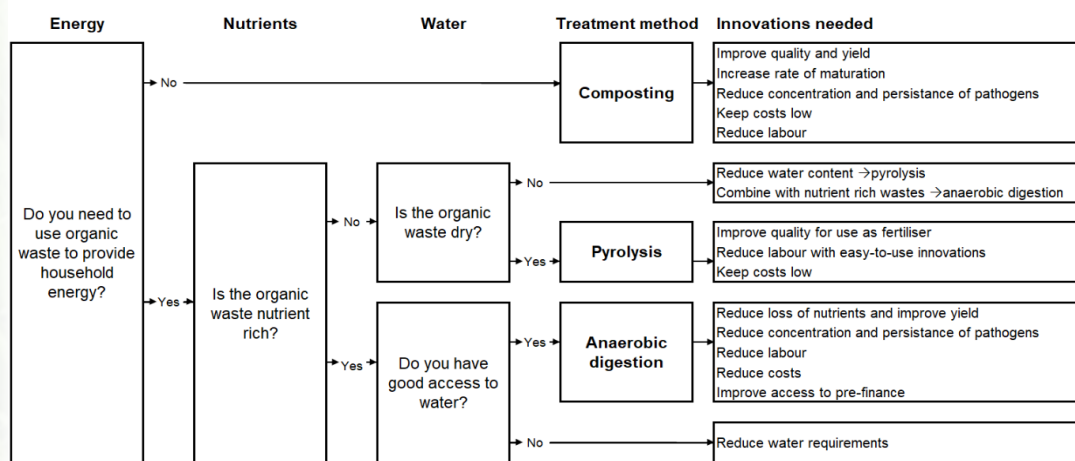 Energy
Nutrients
Water
Treatment method
Innovations needed
Do you need to
use organic
waste to provide
household
energy?
No
Yes
Composting
Improve quality and yield
Increase rate of maturation
Reduce concentration and persistance of pathogens
Keep costs low
Reduce labour
Is the organic
waste nutrient
rich?
No
Yes
Is the organic
waste dry?
No
Reduce water content →pyrolysis
Combine with nutrient rich wastes →anaerobic digestion
Yes
Pyrolysis
Improve quality for use as fertiliser
Reduce labour with easy-to-use innovations
Keep costs low
Do you have
good access to
water?
Yes
Anaerobic
digestion
Reduce loss of nutrients and improve yield
Reduce concentration and persistance of pathogens
Reduce labour
Reduce costs
Improve access to pre-finance
No
Reduce water requirements